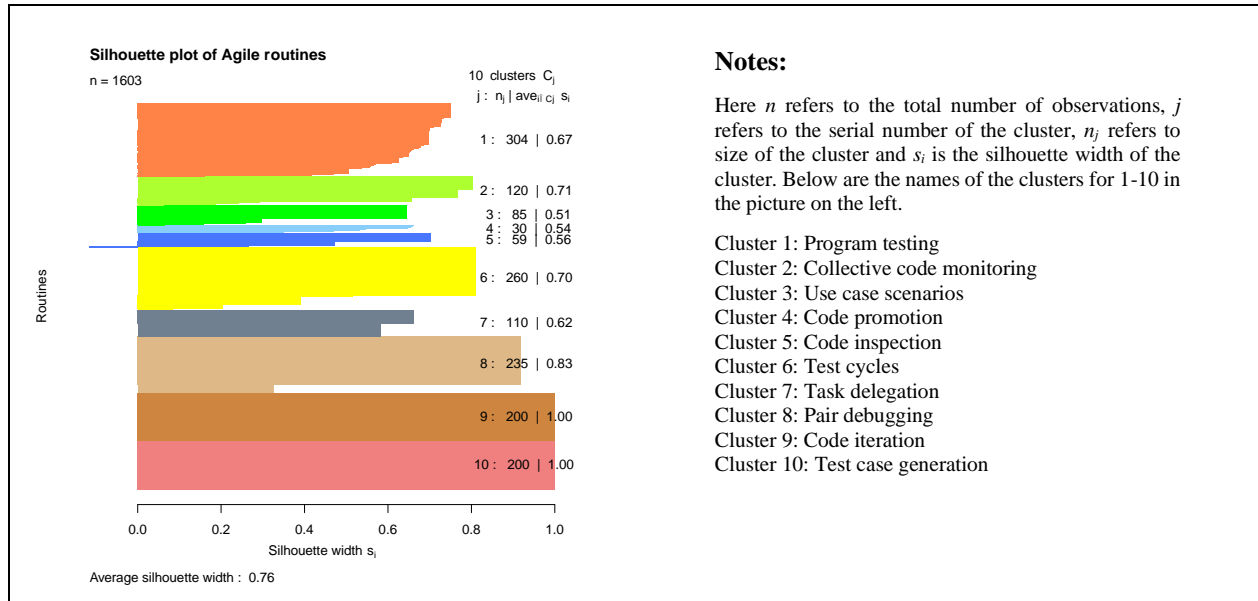 Silhouette plot of Agile routines
n = 1603
10 clusters Cj
j : nj | avei∈Cj si
1 : 304 | 0.67
2 : 120 | 0.71
3 : 85 | 0.51
4 : 30 | 0.54
5 : 59 | 0.56
6 : 260 | 0.70
7 : 110 | 0.62
8 : 235 | 0.83
9 : 200 | 1.00
10 : 200 | 1.00
Routines
0.0 0.2 0.4 0.6 0.8 1.0
Silhouette width si
Average silhouette width : 0.76
Notes:
Here n refers to the total number of observations, j
refers to the serial number of the cluster, nj refers to
size of the cluster and si is the silhouette width of the
cluster. Below are the names of the clusters for 1-10 in
the picture on the left.
Cluster 1: Program testing
Cluster 2: Collective code monitoring
Cluster 3: Use case scenarios
Cluster 4: Code promotion
Cluster 5: Code inspection
Cluster 6: Test cycles
Cluster 7: Task delegation
Cluster 8: Pair debugging
Cluster 9: Code iteration
Cluster 10: Test case generation